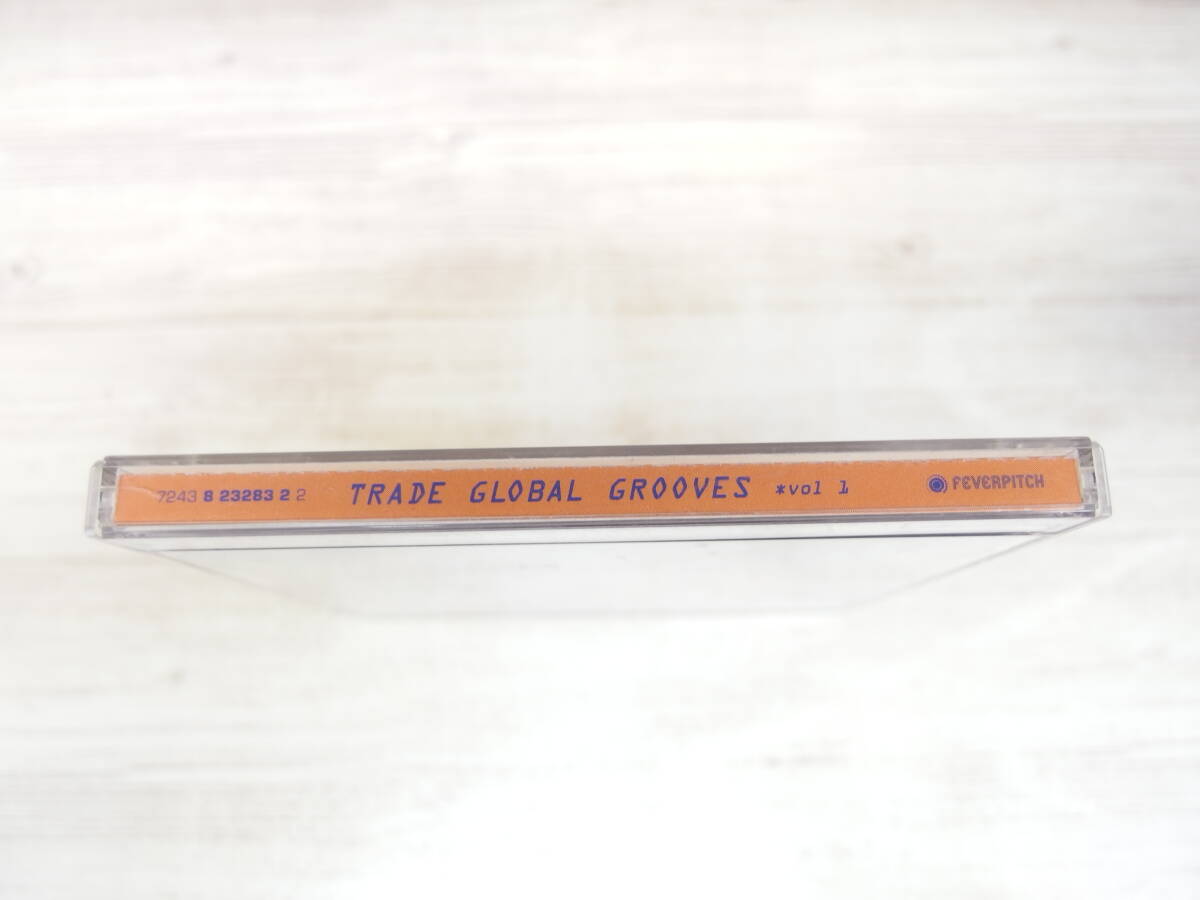 7243 8 23283 2 2 TRADE GLOBAL GROOVES *vol 1 FEVERPITCH